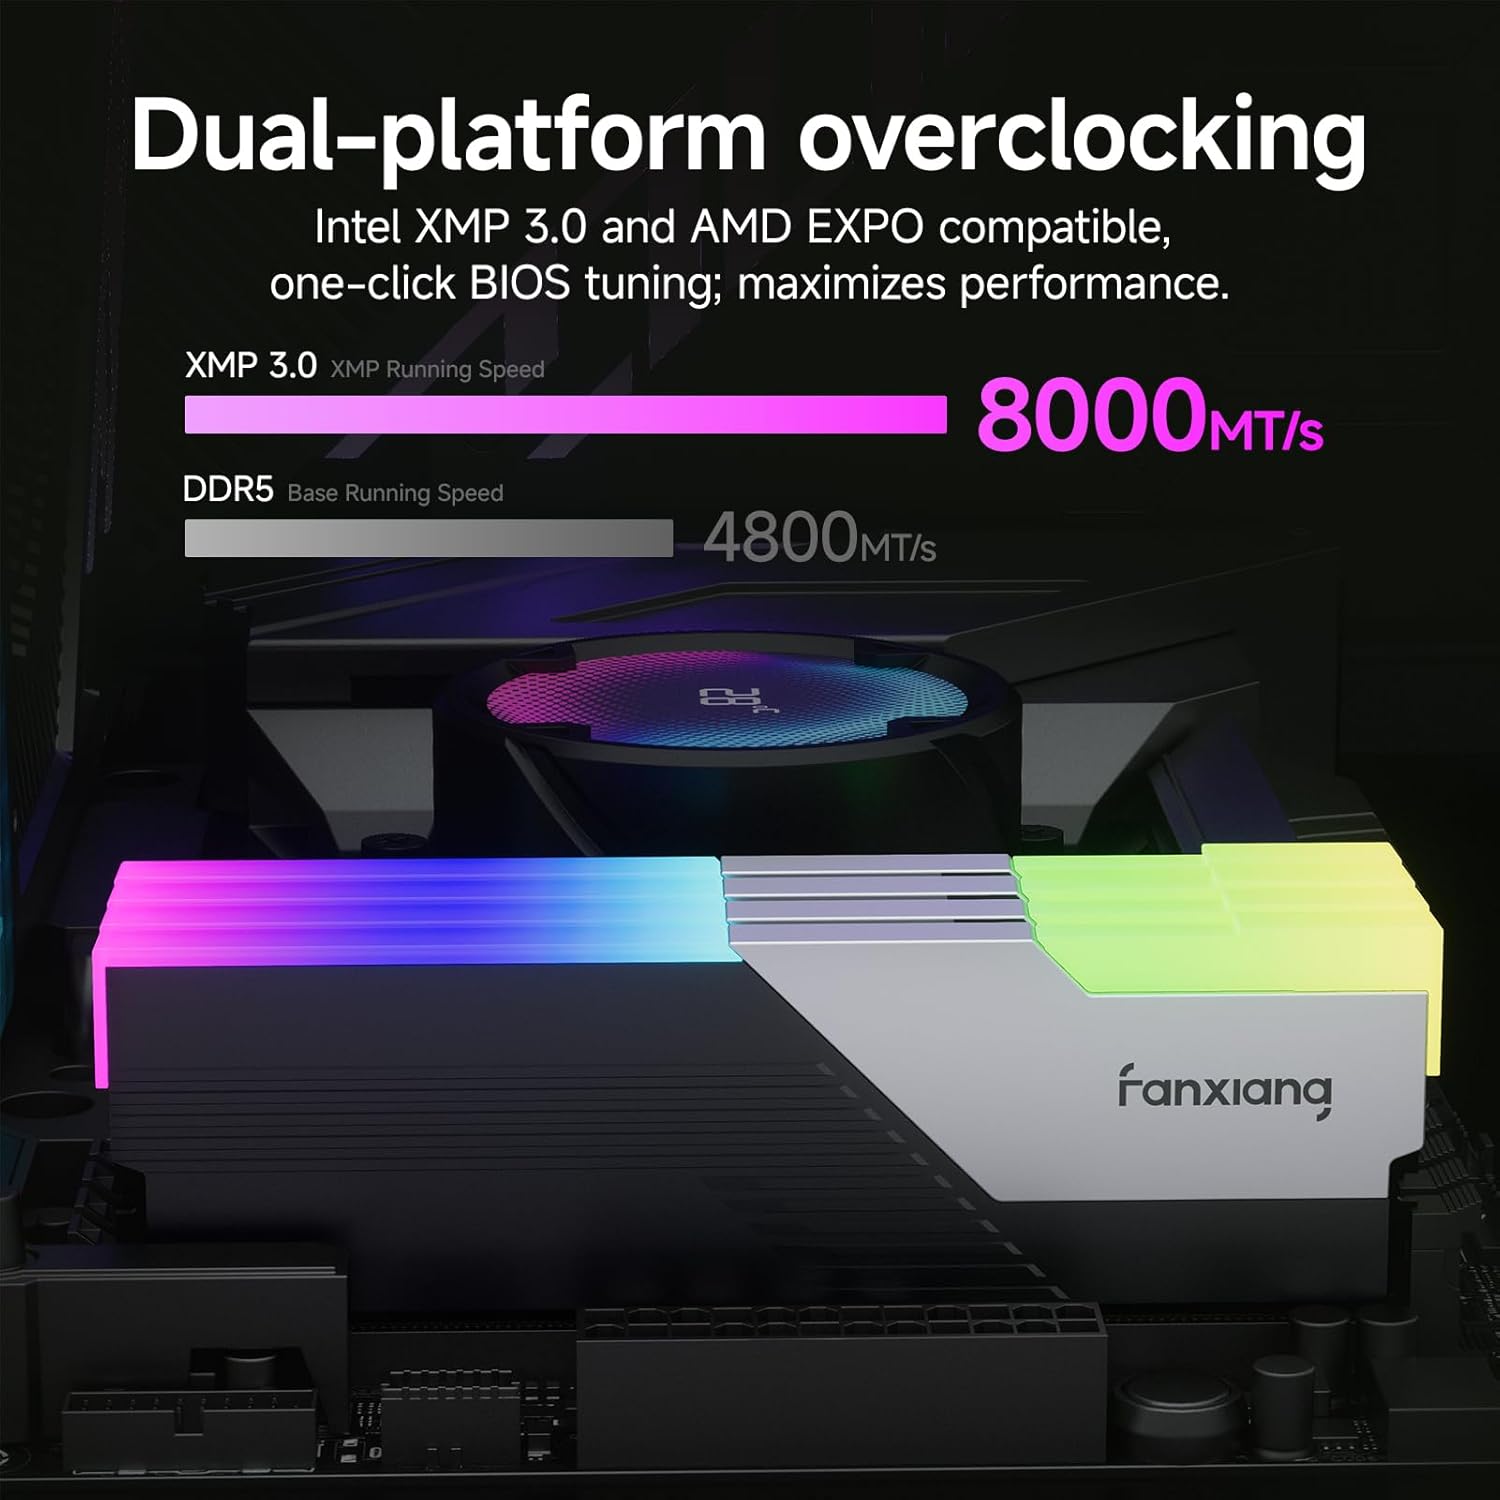 Dual-platform overclocking
Intel XMP 3.0 and AMD EXPO compatible,
one-click BIOS tuning; maximizes performance.
XMP 3.0 XMP Running Speed
8000MT/s
DDR5 Base Running Speed
4800MT/s
28°C
fanxiang